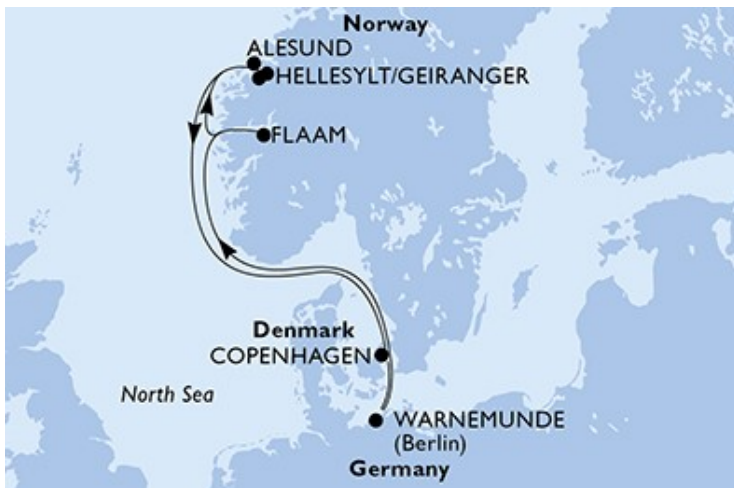 Norway
ALESUND
HELLESYLT/GEIRANGER
FLAAM
Denmark
COPENHAGEN
North Sea
WARNEMUNDE
(Berlin)
Germany